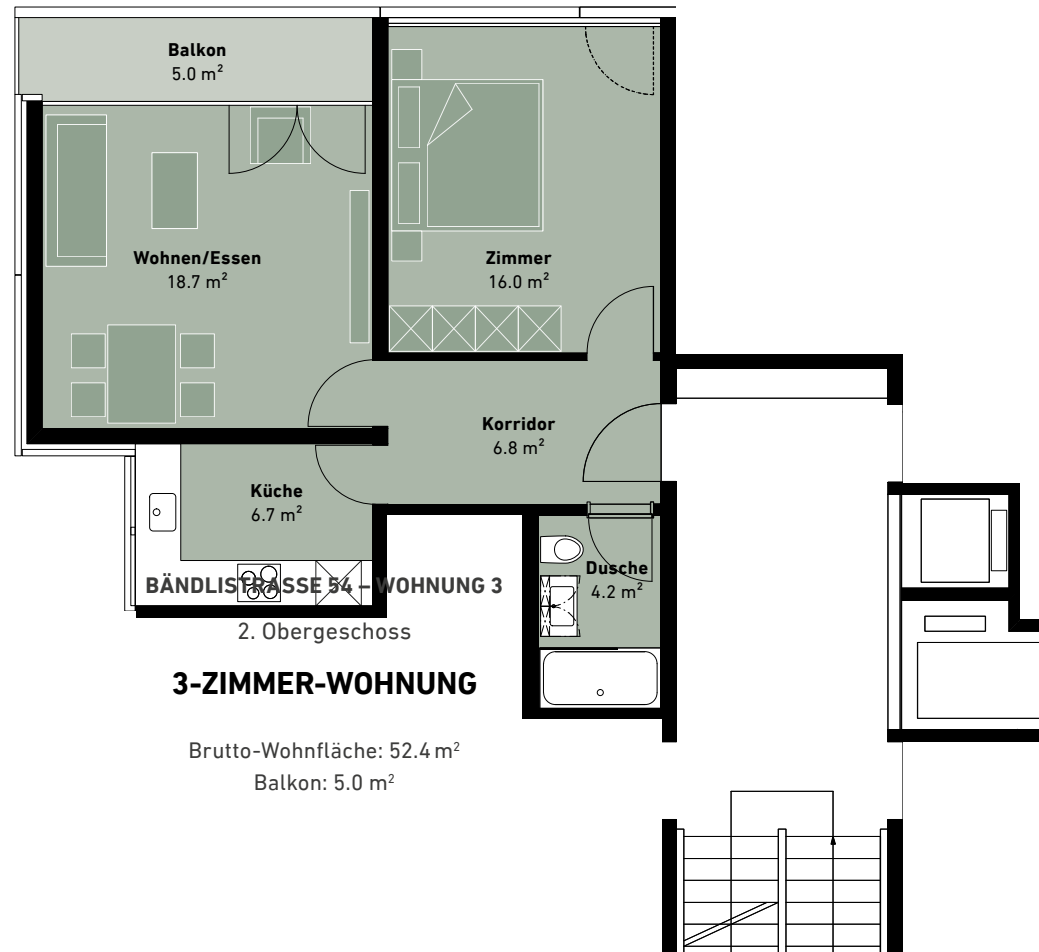 Balkon
5.0 m²
Wohnen/Essen
18.7 m²
Zimmer
16.0 m²
Korridor
6.8 m²
Küche
6.7 m²
Dusche
4.2 m²
BÄNDLISTRASSE 54 – WOHNUNG 3
2. Obergeschoss
3-ZIMMER-WOHNUNG
Brutto-Wohnfläche: 52.4 m²
Balkon: 5.0 m²